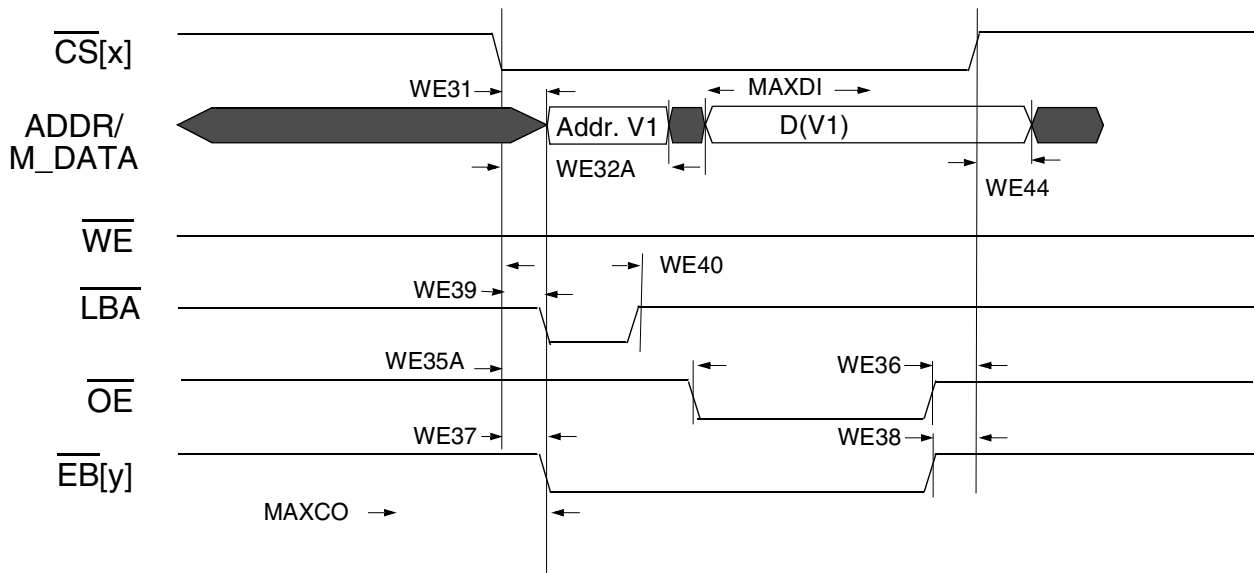 CS[x]
WE31
MAXDI
ADDR/
M_DATA
Addr. V1
D(V1)
WE32A
WE44
WE
WE40
WE39
LBA
WE35A
WE36
OE
WE37
WE38
EB[y]
MAXCO